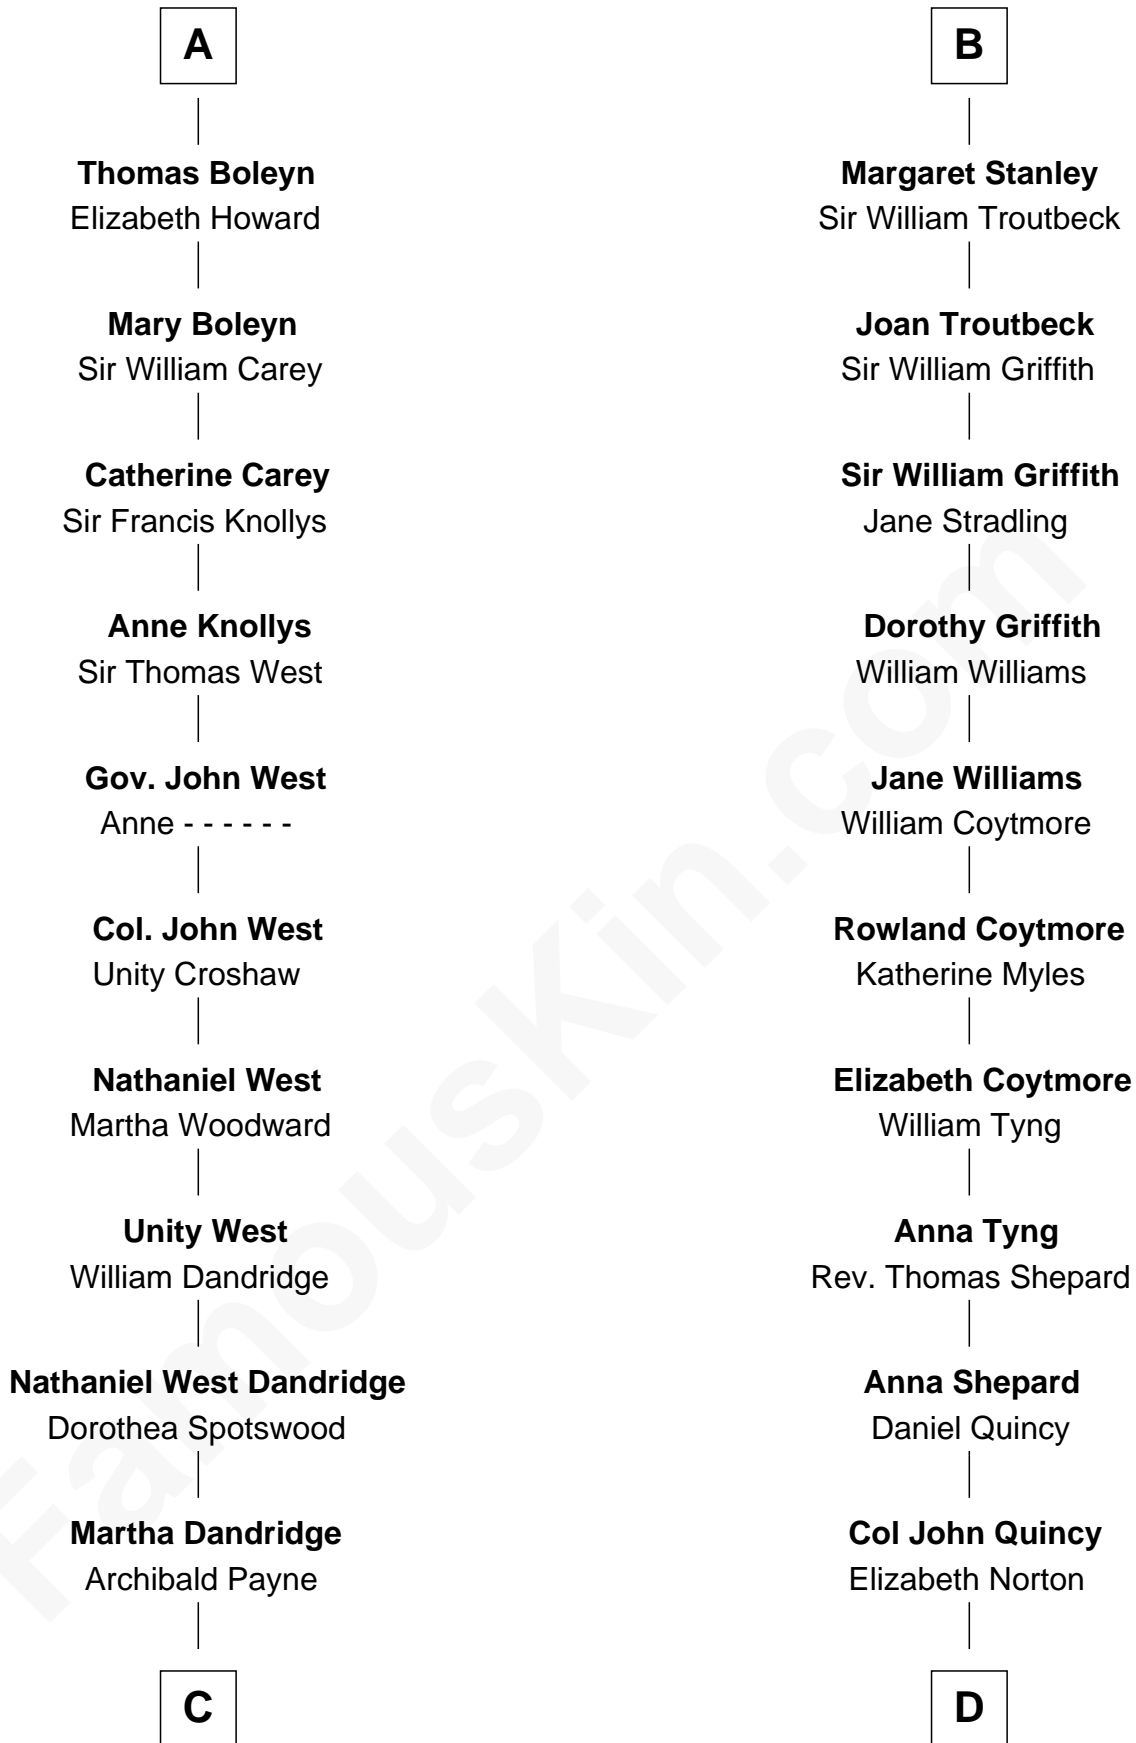 A
Thomas Boleyn
Elizabeth Howard
Mary Boleyn
Sir William Carey
Catherine Carey
Sir Francis Knollys
Anne Knollys
Sir Thomas West
Gov. John West
Anne - - - - - -
Col. John West
Unity Croshaw
Nathaniel West
Martha Woodward
Unity West
William Dandridge
Nathaniel West Dandridge
Dorothea Spotswood
Martha Dandridge
Archibald Payne
C
B
Margaret Stanley
Sir William Troutbeck
Joan Troutbeck
Sir William Griffith
Sir William Griffith
Jane Stradling
Dorothy Griffith
William Williams
Jane Williams
William Coytmore
Rowland Coytmore
Katherine Myles
Elizabeth Coytmore
William Tyng
Anna Tyng
Rev. Thomas Shepard
Anna Shepard
Daniel Quincy
Col John Quincy
Elizabeth Norton
D
FamousKin.com